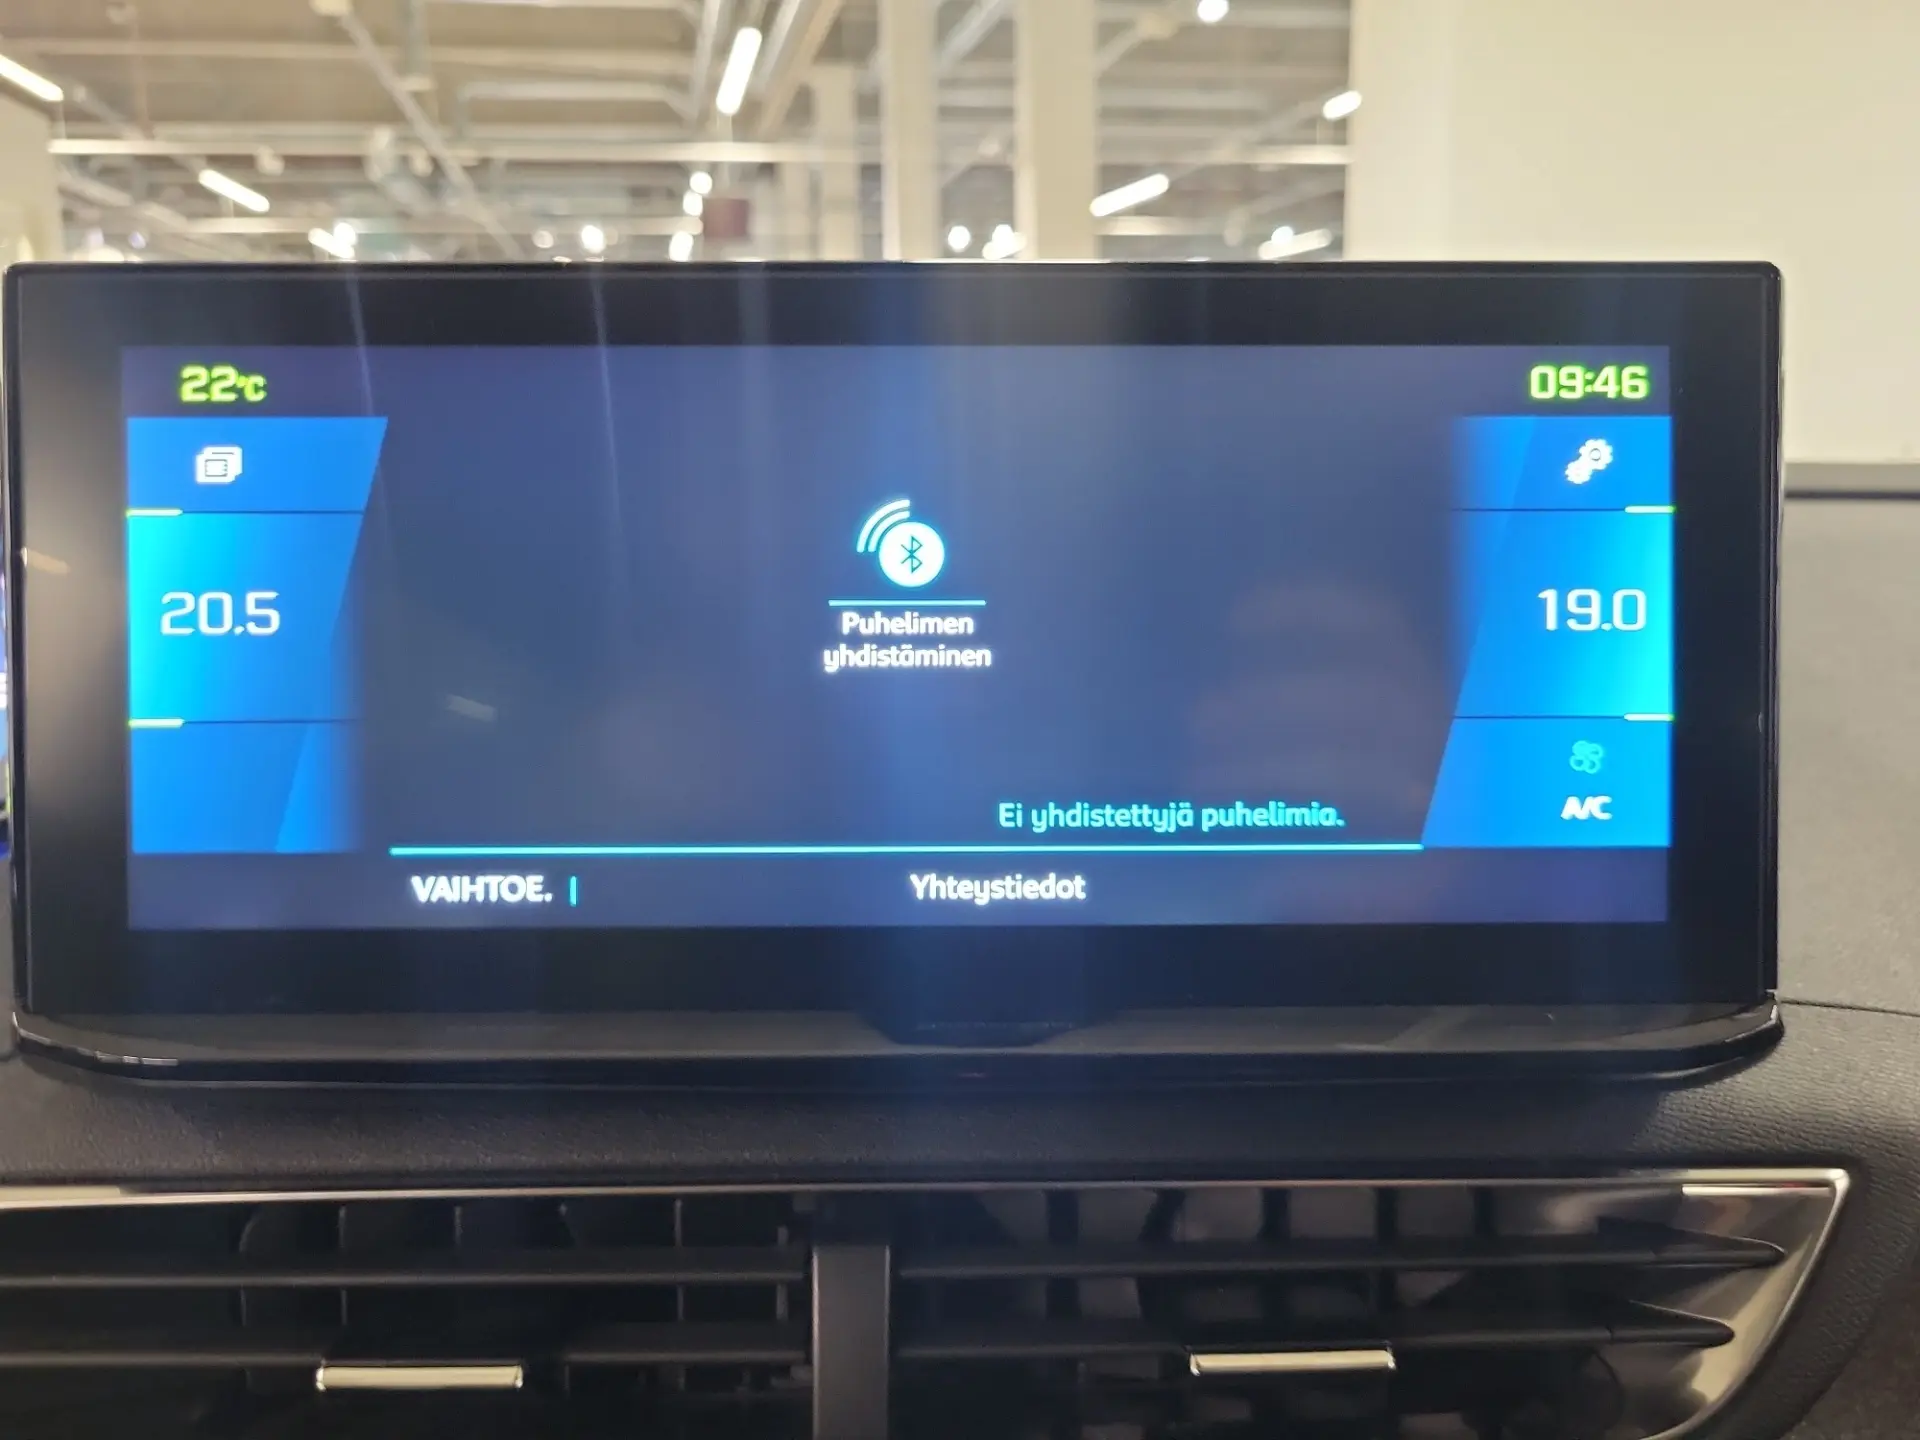 22°C
09:46
20.5
19.0
Puhelimen
yhdistäminen
A/C
Ei yhdistettyjä puhelimia.
VAIHTOE.
Yhteystiedot